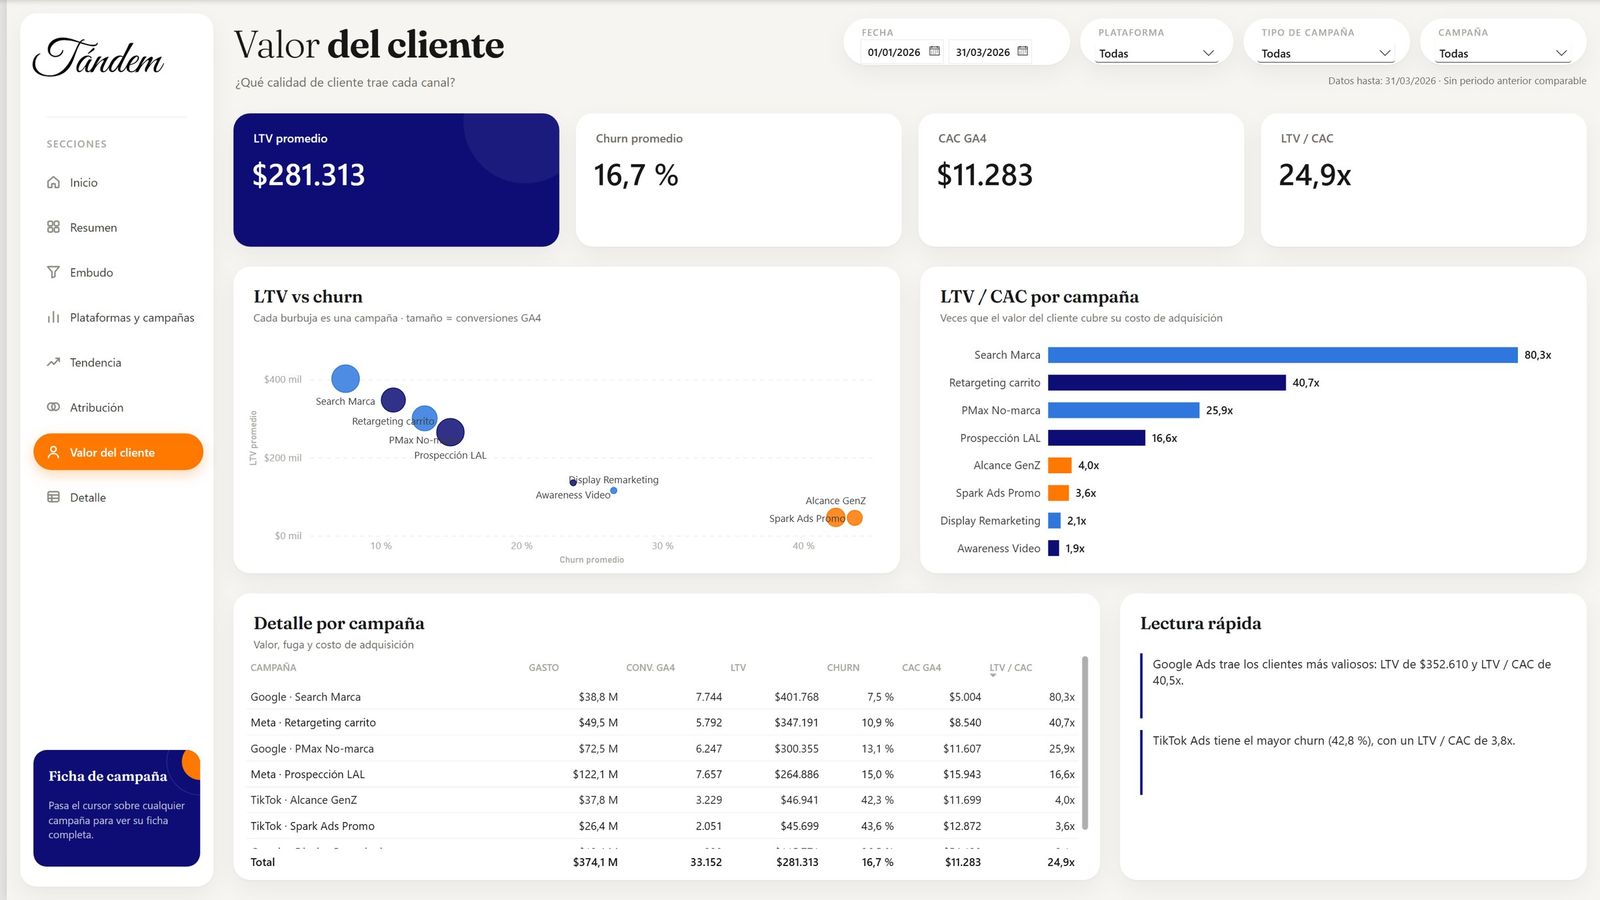 Tándem
SECCIONES
Inicio
Resumen
Embudo
Plataformas y campañas
Tendencia
Atribución
Valor del cliente
Detalle
Ficha de campaña
Pasa el cursor sobre cualquier
campaña para ver su ficha
completa.
Valor del cliente
¿Qué calidad de cliente trae cada canal?
FECHA
01/01/2026 31/03/2026
PLATAFORMA
Todas
TIPO DE CAMPAÑA
Todas
CAMPAÑA
Todas
Datos hasta: 31/03/2026 · Sin periodo anterior comparable
LTV promedio
$281.313
Churn promedio
16,7 %
CAC GA4
$11.283
LTV / CAC
24,9x
LTV vs churn
Cada burbuja es una campaña · tamaño = conversiones GA4
LTV promedio
$400 mil
$200 mil
$0 mil
Search Marca
Retargeting carrito
PMax No-m
Prospección LAL
Display Remarketing
Awareness Video
Alcance GenZ
Spark Ads Promo
10 % 20 % 30 % 40 %
Churn promedio
LTV / CAC por campaña
Veces que el valor del cliente cubre su costo de adquisición
Search Marca 80,3x
Retargeting carrito 40,7x
PMax No-marca 25,9x
Prospección LAL 16,6x
Alcance GenZ 4,0x
Spark Ads Promo 3,6x
Display Remarketing 2,1x
Awareness Video 1,9x
Detalle por campaña
Valor, fuga y costo de adquisición
CAMPAÑA GASTO CONV. GA4 LTV CHURN CAC GA4 LTV / CAC
Google · Search Marca $38,8 M 7.744 $401.768 7,5 % $5.004 80,3x
Meta · Retargeting carrito $49,5 M 5.792 $347.191 10,9 % $8.540 40,7x
Google · PMax No-marca $72,5 M 6.247 $300.355 13,1 % $11.607 25,9x
Meta · Prospección LAL $122,1 M 7.657 $264.886 15,0 % $15.943 16,6x
TikTok · Alcance GenZ $37,8 M 3.229 $46.941 42,3 % $11.699 4,0x
TikTok · Spark Ads Promo $26,4 M 2.051 $45.699 43,6 % $12.872 3,6x
Total $374,1 M 33.152 $281.313 16,7 % $11.283 24,9x
Lectura rápida
Google Ads trae los clientes más valiosos: LTV de $352.610 y LTV / CAC de
40,5x.
TikTok Ads tiene el mayor churn (42,8 %), con un LTV / CAC de 3,8x.